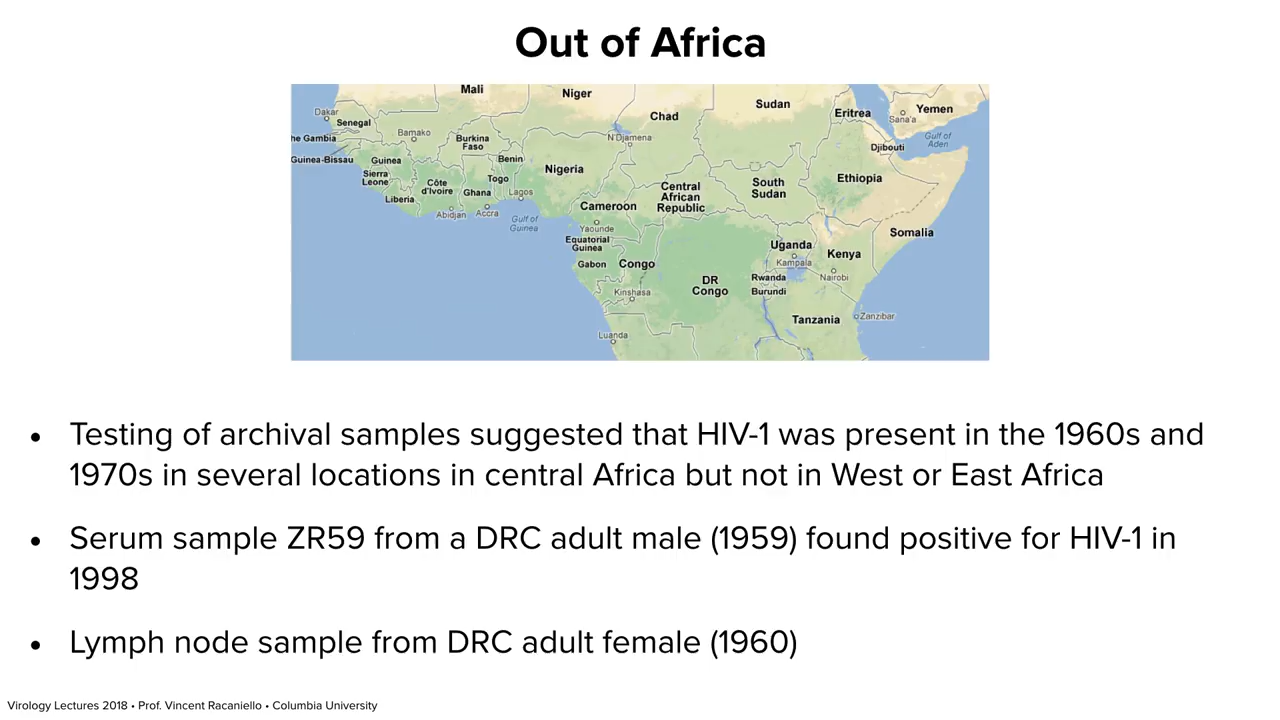 Out of Africa
Mali
Niger
Chad
Sudan
Eritrea
Yemen
Sana'a
Dakar
Senegal
he Gambia
Bamako
Burkina
Faso
N'Djamena
Gulf of
Aden
Djibouti
Guinea-Bissau
Guinea
Benin
Nigeria
Sierra
Leone
Côte
d'Ivoire
Togo
Ghana
Lagos
Liberia
Abidjan
Accra
Gulf of
Guinea
Cameroon
Central
African
Republic
South
Sudan
Ethiopia
Yaounde
Equatorial
Guinea
Somalia
Uganda
Kenya
Gabon
Congo
Kampala
Nairobi
DR
Congo
Rwanda
Burundi
Kinshasa
Tanzania
Zanzibar
Luanda
• Testing of archival samples suggested that HIV-1 was present in the 1960s and
1970s in several locations in central Africa but not in West or East Africa
• Serum sample ZR59 from a DRC adult male (1959) found positive for HIV-1 in
1998
• Lymph node sample from DRC adult female (1960)
Virology Lectures 2018 • Prof. Vincent Racaniello • Columbia University